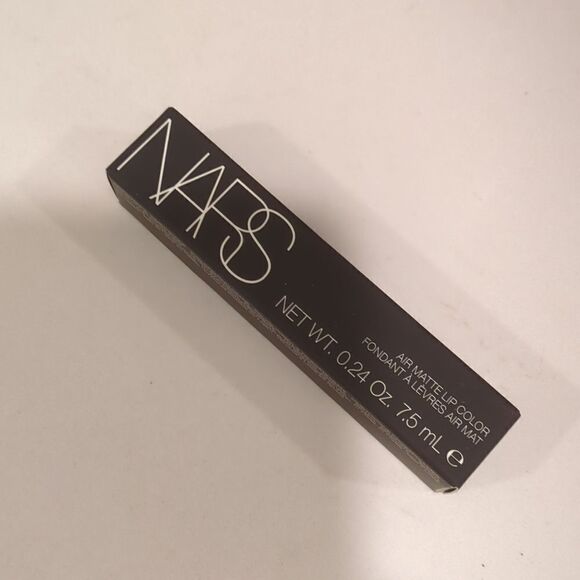 NARS
AIR MATTE LIP COLOR
FONDANT À LÈVRES AIR MAT
NET WT. 0.24 Oz. 7.5 mL ℮